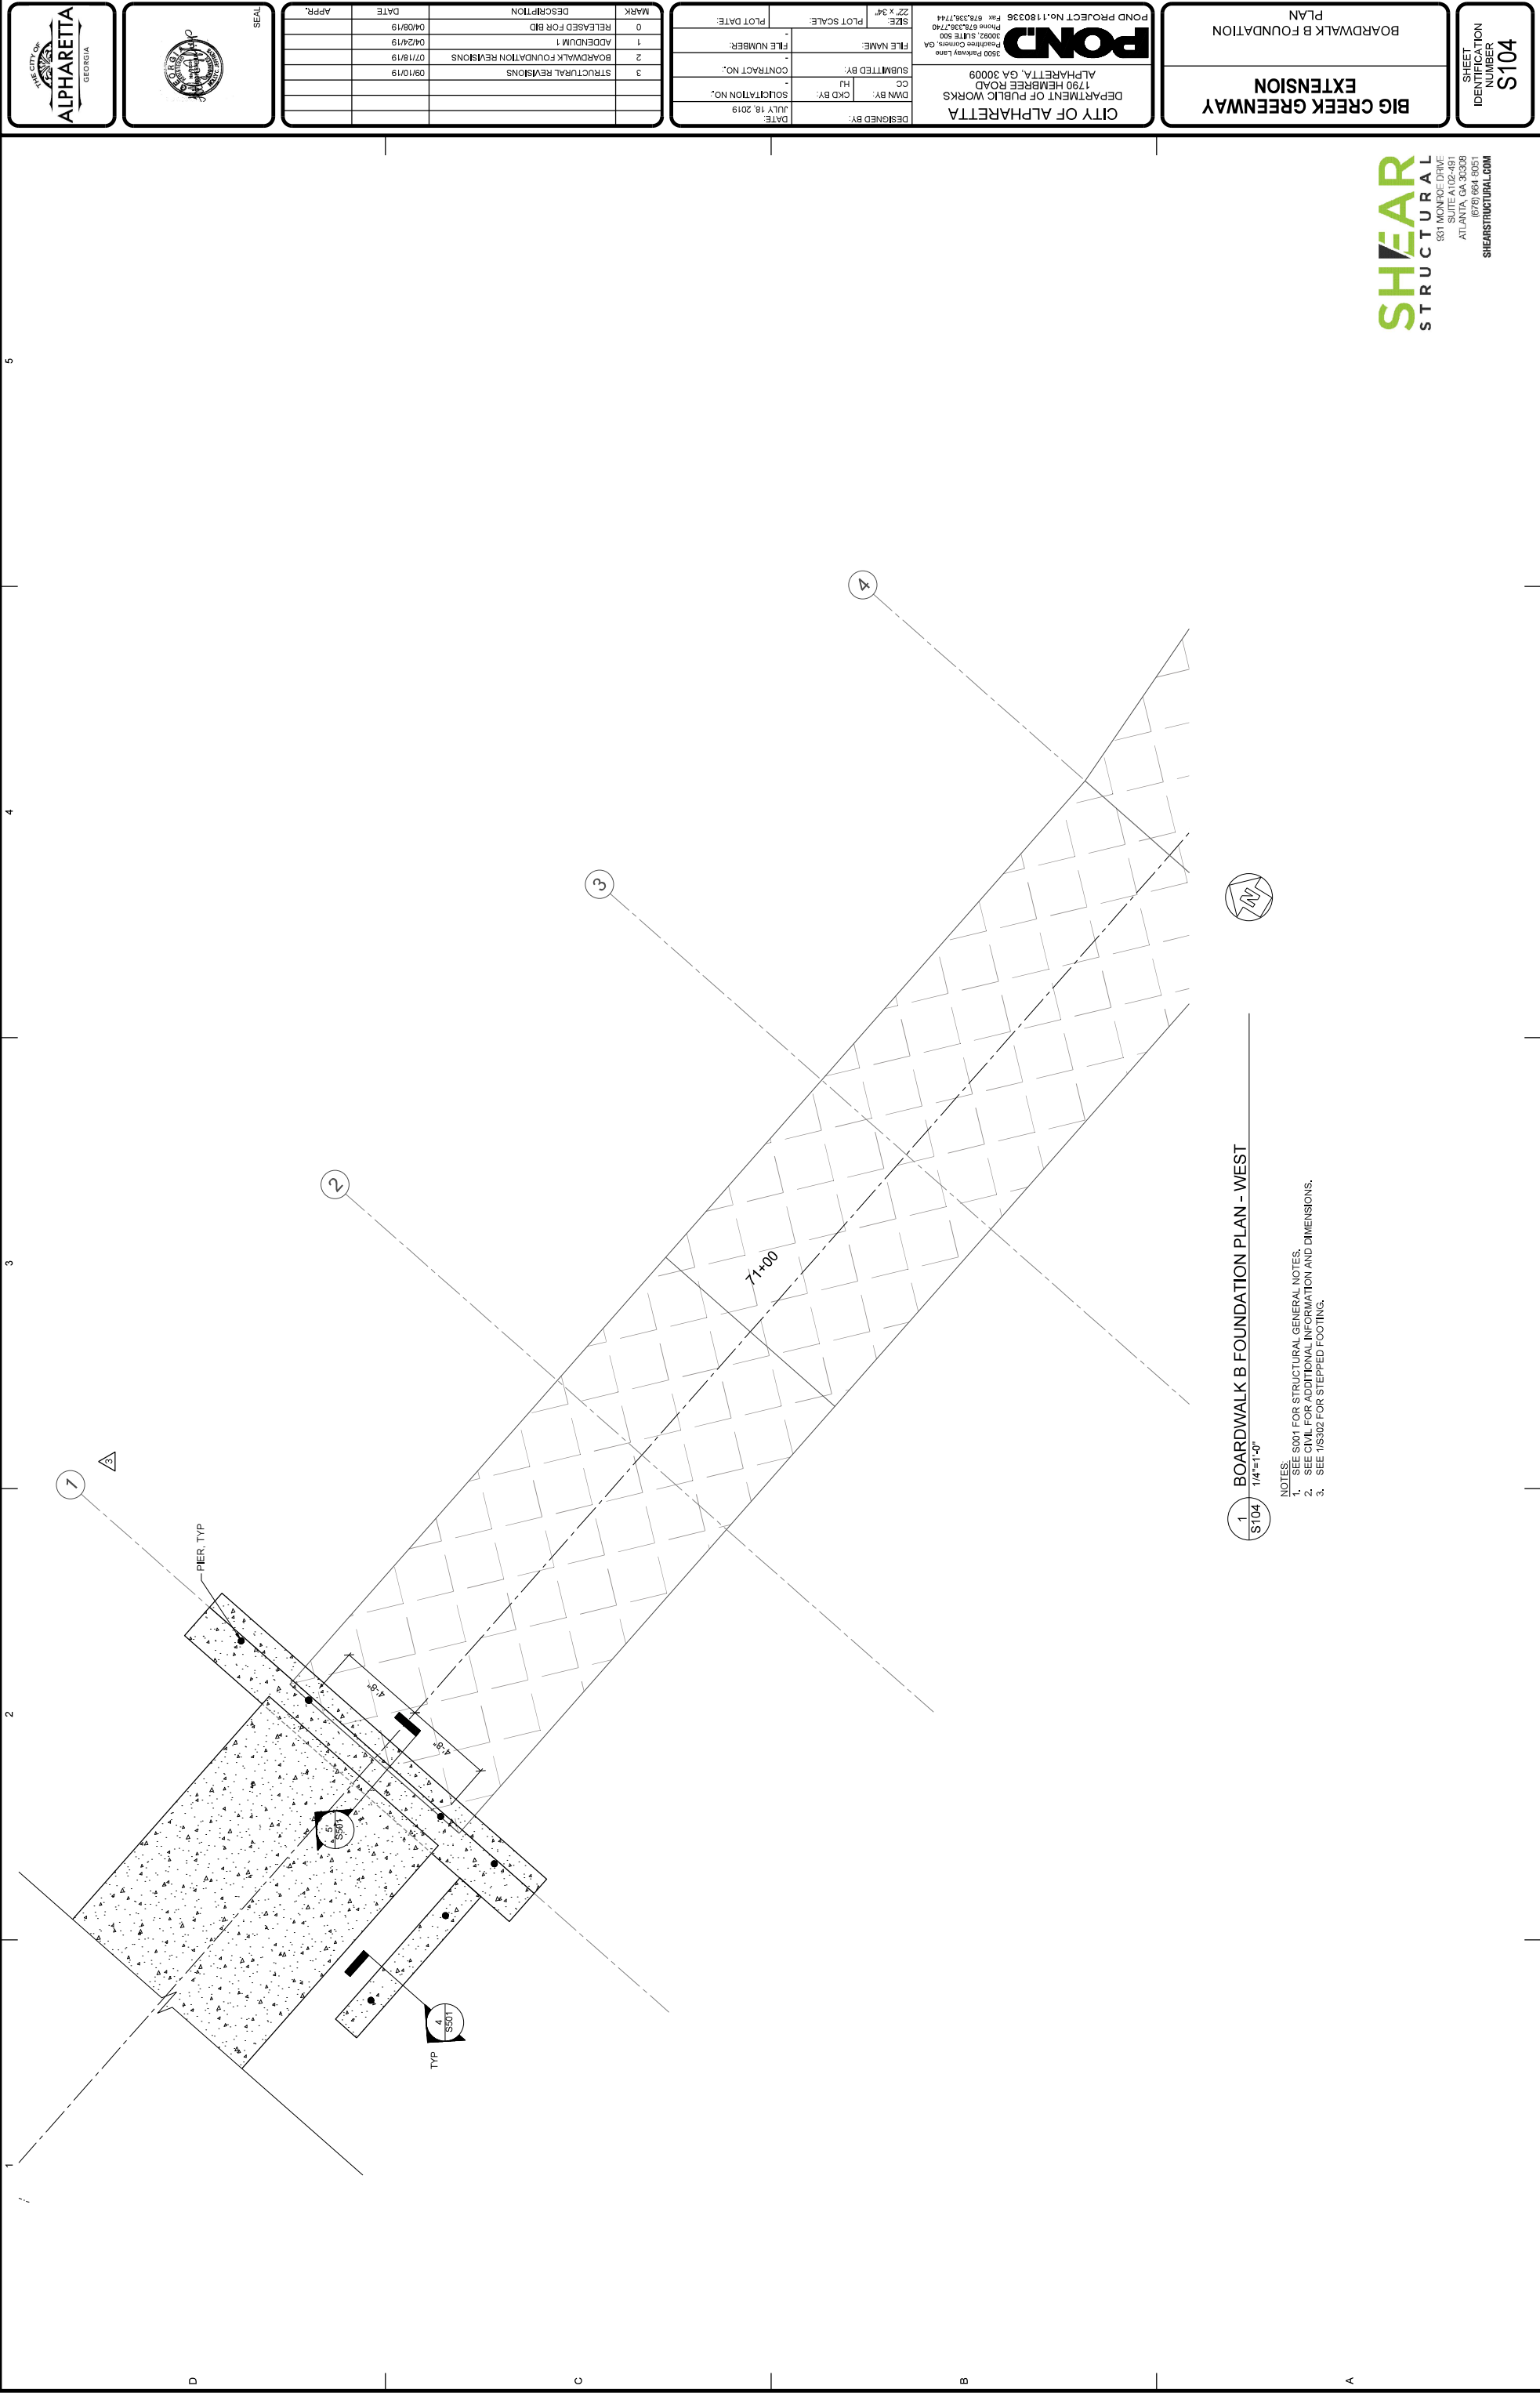 THE CITY OF
ALPHARETTA
GEORGIA
SEAL
MARK DESCRIPTION DATE APPR.
0 RELEASED FOR BID 04/08/19
1 ADDENDUM 1 04/24/19
2 BOARDWALK FOUNDATION REVISIONS 07/18/19
3 STRUCTURAL REVISIONS 09/10/19
DESIGNED BY:
DATE:
JULY 18, 2019
DWN BY:
CC
CKD BY:
HJ
SOLICITATION NO.:
-
SUBMITTED BY:
CONTRACT NO.:
-
FILE NAME:
FILE NUMBER:
-
SIZE:
22" x 34"
PLOT SCALE:
PLOT DATE:
CITY OF ALPHARETTA
DEPARTMENT OF PUBLIC WORKS
1790 HEMBREE ROAD
ALPHARETTA, GA 30009
POND
3500 Parkway Lane
Peachtree Corners, GA
30092, SUITE 500
Phone 678.336.7740
Fax 678.336.7744
POND PROJECT No.1180336
BIG CREEK GREENWAY
EXTENSION
BOARDWALK B FOUNDATION
PLAN
SHEET
IDENTIFICATION
NUMBER
S104
SHEAR
STRUCTURAL
931 MONROE DRIVE
SUITE A102-491
ATLANTA, GA 30308
(678) 664 8051
SHEARSTRUCTURAL.COM
1
2
3
4
5
D
C
B
A
1
2
3
4
3
PIER, TYP
4'-8"
4'-8"
5
S501
4
S501
TYP
71+00
N
1
S104
BOARDWALK B FOUNDATION PLAN - WEST
1/4"=1'-0"
NOTES:
1. SEE S001 FOR STRUCTURAL GENERAL NOTES.
2. SEE CIVIL FOR ADDITIONAL INFORMATION AND DIMENSIONS.
3. SEE 1/S302 FOR STEPPED FOOTING.